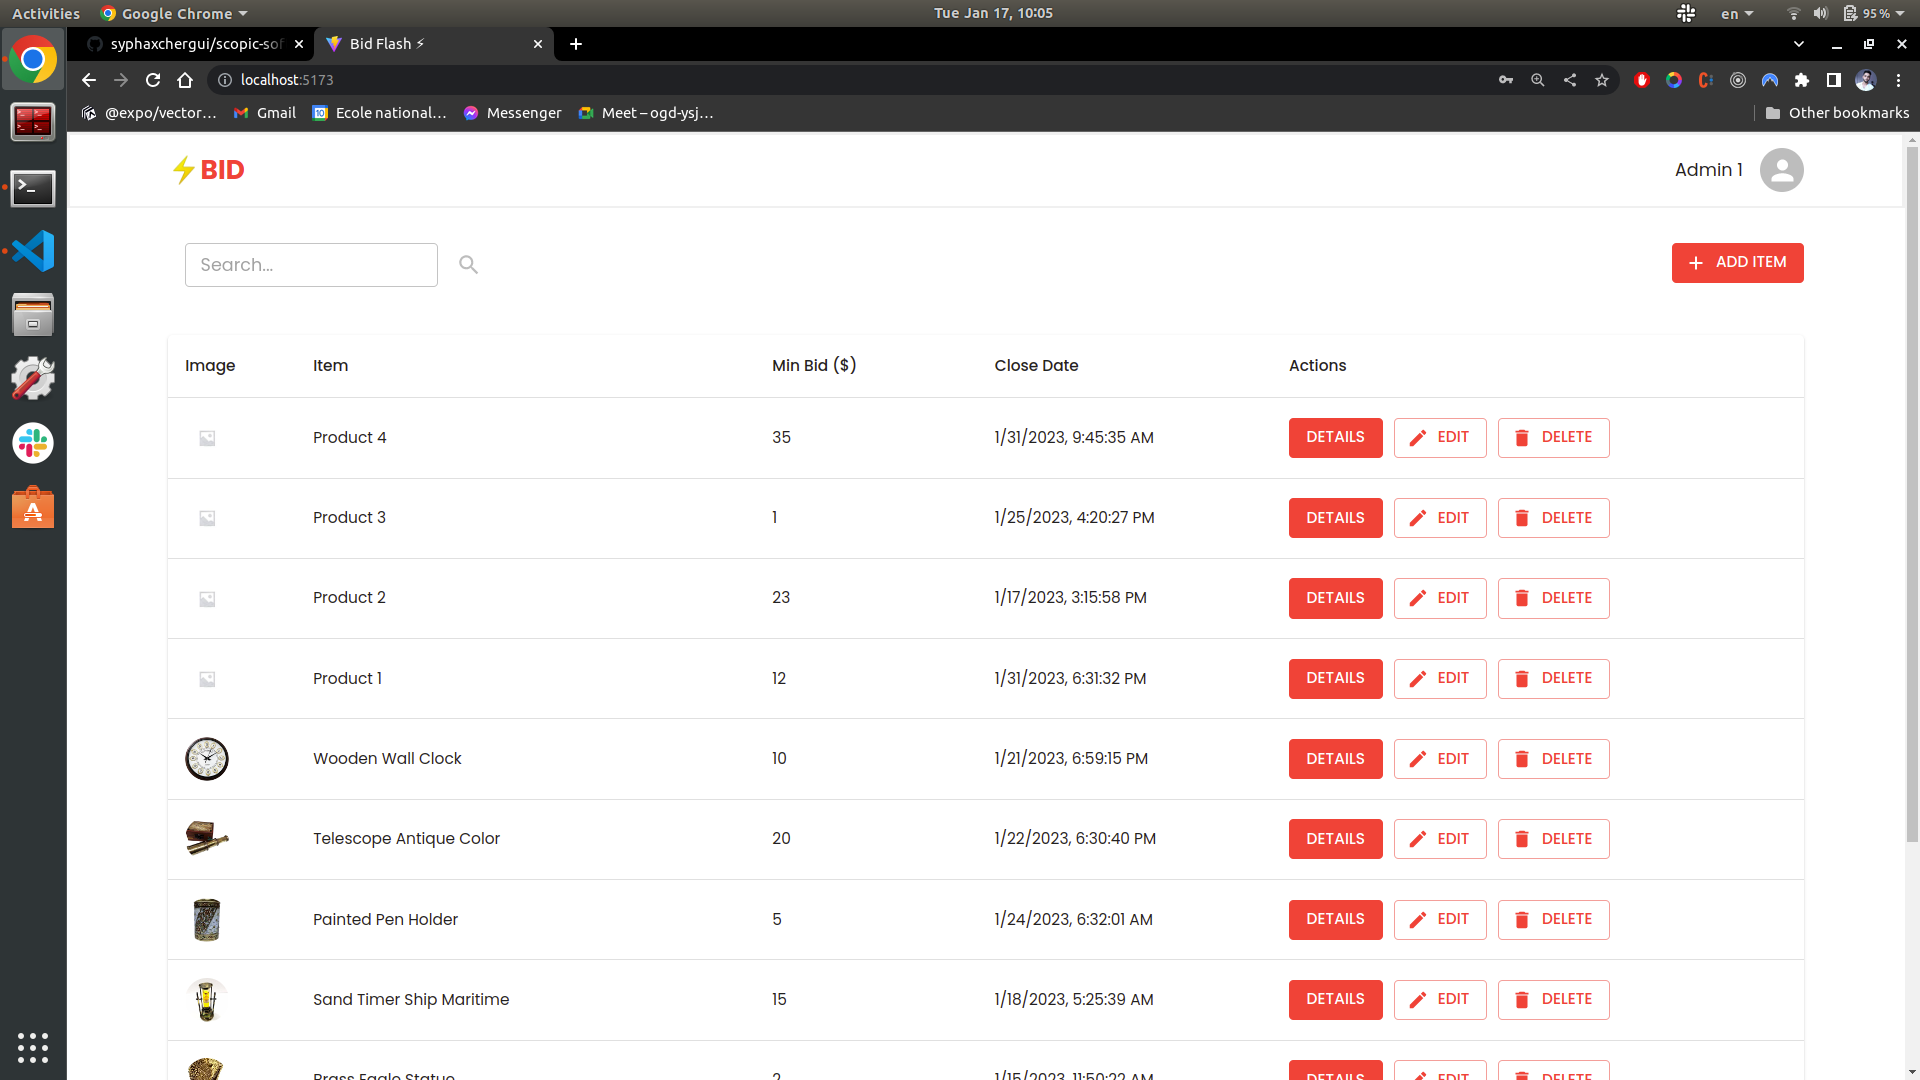 Activities Google Chrome Tue Jan 17, 10:05 en 95 %
syphaxchergui/scopic-sof Bid Flash ⚡
localhost:5173
@expo/vector… Gmail Ecole national… Messenger Meet – ogd-ysj… Other bookmarks
⚡BID Admin 1
Search... + ADD ITEM
Image Item Min Bid ($) Close Date Actions
Product 4 35 1/31/2023, 9:45:35 AM DETAILS EDIT DELETE
Product 3 1 1/25/2023, 4:20:27 PM DETAILS EDIT DELETE
Product 2 23 1/17/2023, 3:15:58 PM DETAILS EDIT DELETE
Product 1 12 1/31/2023, 6:31:32 PM DETAILS EDIT DELETE
Wooden Wall Clock 10 1/21/2023, 6:59:15 PM DETAILS EDIT DELETE
Telescope Antique Color 20 1/22/2023, 6:30:40 PM DETAILS EDIT DELETE
Painted Pen Holder 5 1/24/2023, 6:32:01 AM DETAILS EDIT DELETE
Sand Timer Ship Maritime 15 1/18/2023, 5:25:39 AM DETAILS EDIT DELETE
Brass Eagle Statue 2 1/15/2023, 11:50:22 AM DETAILS EDIT DELETE